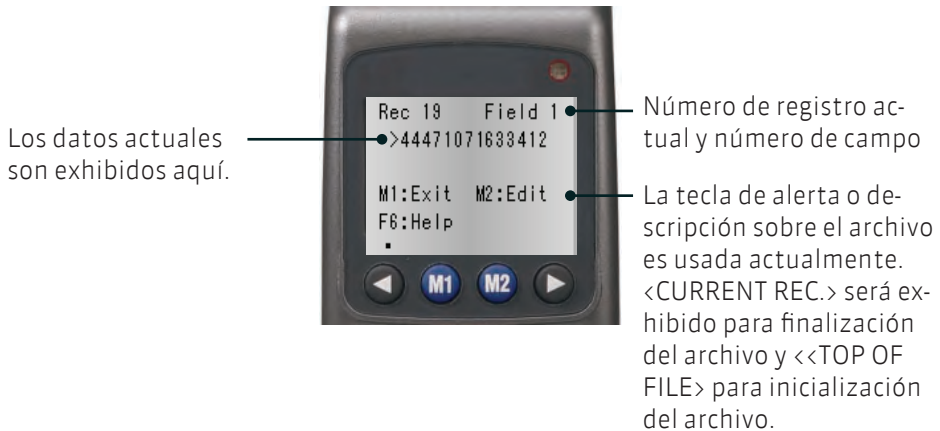 Los datos actuales
son exhibidos aquí.
Rec 19 Field 1
>44471071633412
M1:Exit M2:Edit
F6:Help
M1 M2
Número de registro ac-
tual y número de campo
La tecla de alerta o de-
scripción sobre el archivo
es usada actualmente.
<CURRENT REC.> será ex-
hibido para finalización
del archivo y <<TOP OF
FILE> para inicialización
del archivo.